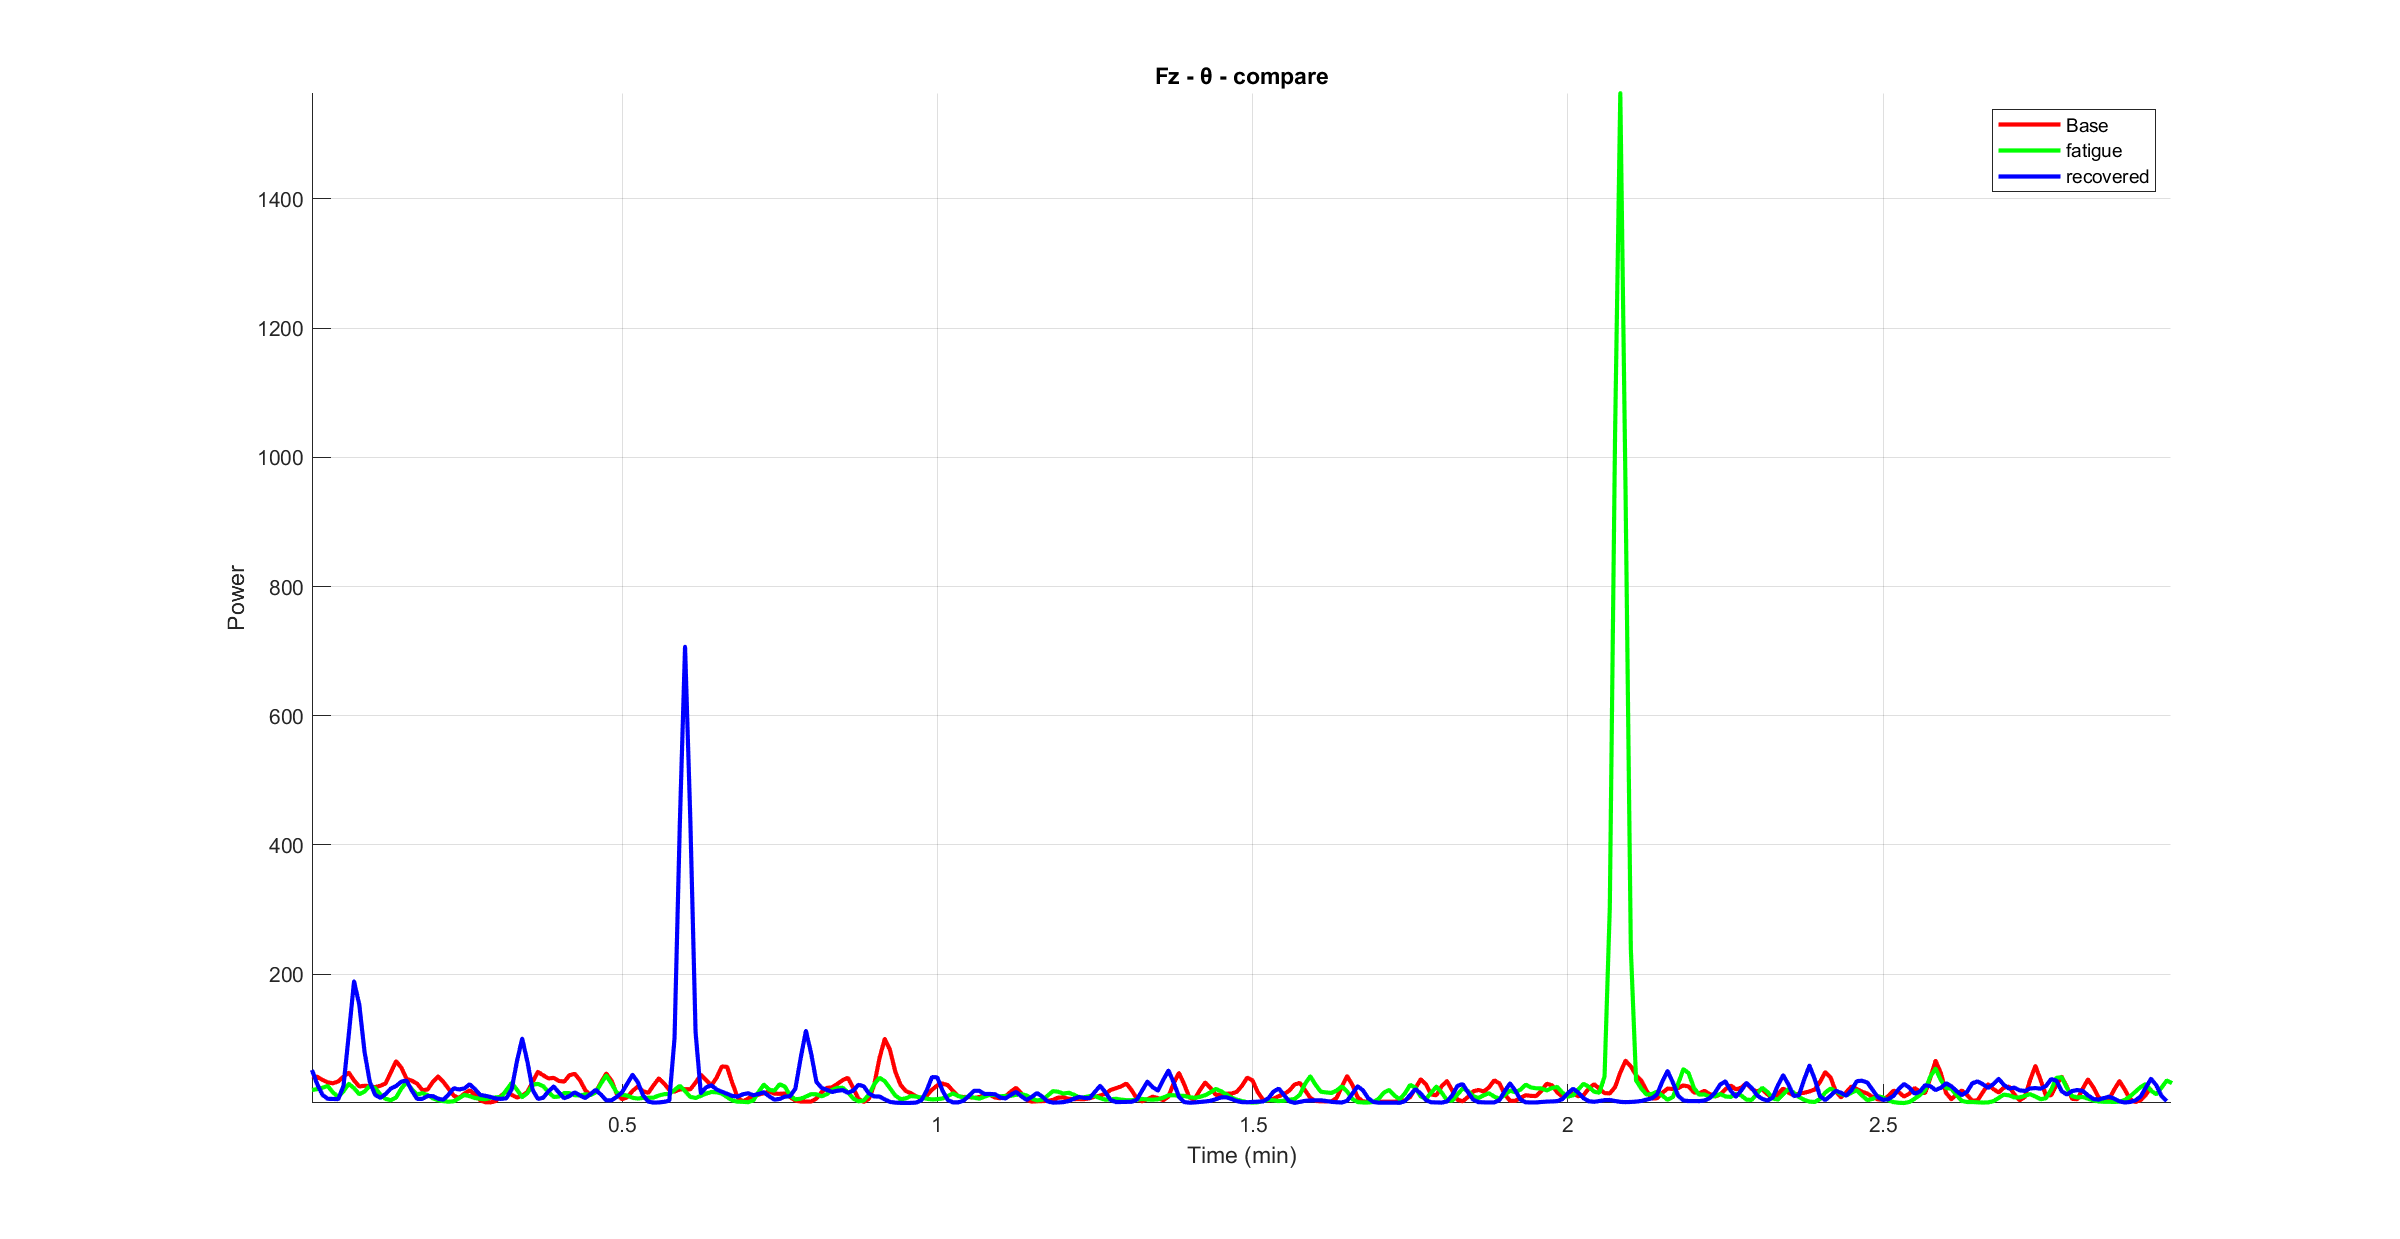 Fz - θ - compare
Base
fatigue
recovered
1400
1200
1000
800
600
400
200
Power
0.5
1
1.5
2
2.5
Time (min)